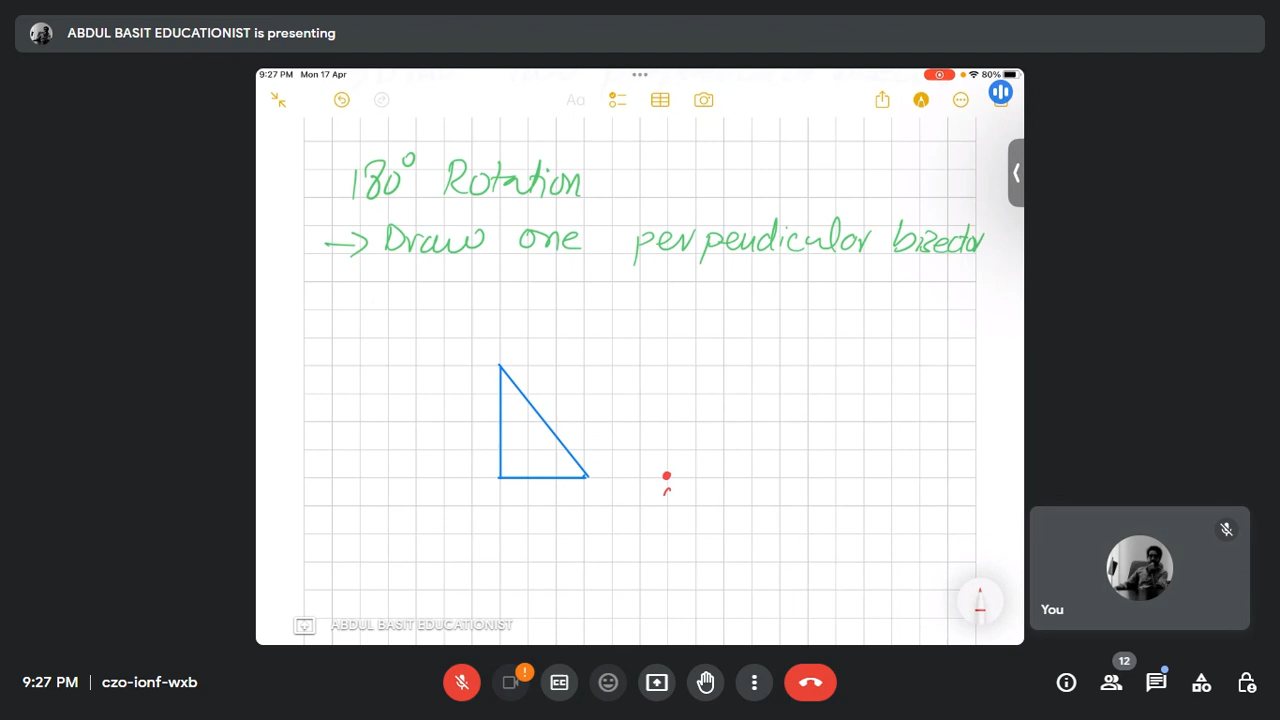 ABDUL BASIT EDUCATIONIST is presenting
9:27 PM Mon 17 Apr
80%
Aa
180° Rotation
→ Draw one perpendicular bisector
ABDUL BASIT EDUCATIONIST
You
9:27 PM | czo-ionf-wxb
12